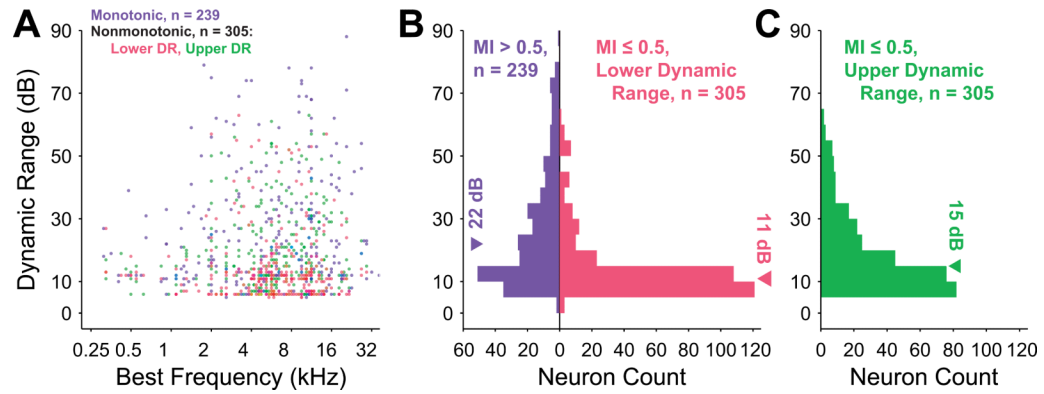 A
Monotonic, n = 239
Nonmonotonic, n = 305:
Lower DR, Upper DR
Dynamic Range (dB)
90
70
50
30
10
0
0.25 0.5 1 2 4 8 16 32
Best Frequency (kHz)
B
MI > 0.5,
n = 239
MI ≤ 0.5,
Lower Dynamic
Range, n = 305
90
70
50
30
10
0
22 dB
11 dB
60 40 20 0 20 40 60 80 100 120
Neuron Count
C
MI ≤ 0.5,
Upper Dynamic
Range, n = 305
90
70
50
30
10
0
15 dB
0 20 40 60 80 100 120
Neuron Count